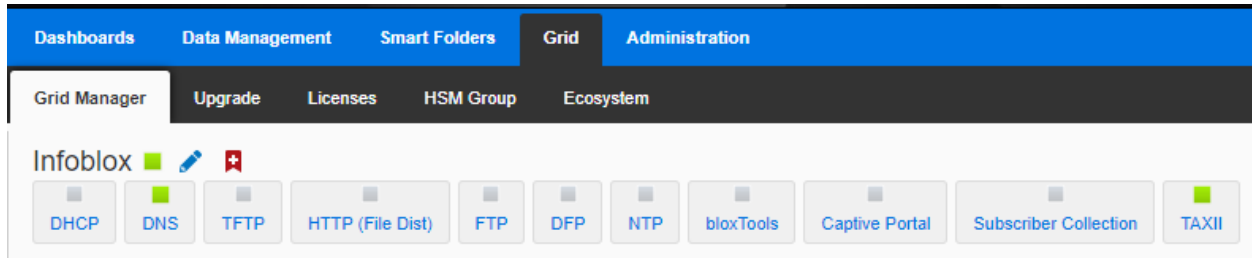 Dashboards Data Management Smart Folders Grid Administration
Grid Manager Upgrade Licenses HSM Group Ecosystem
Infoblox
DHCP DNS TFTP HTTP (File Dist) FTP DFP NTP bloxTools Captive Portal Subscriber Collection TAXII